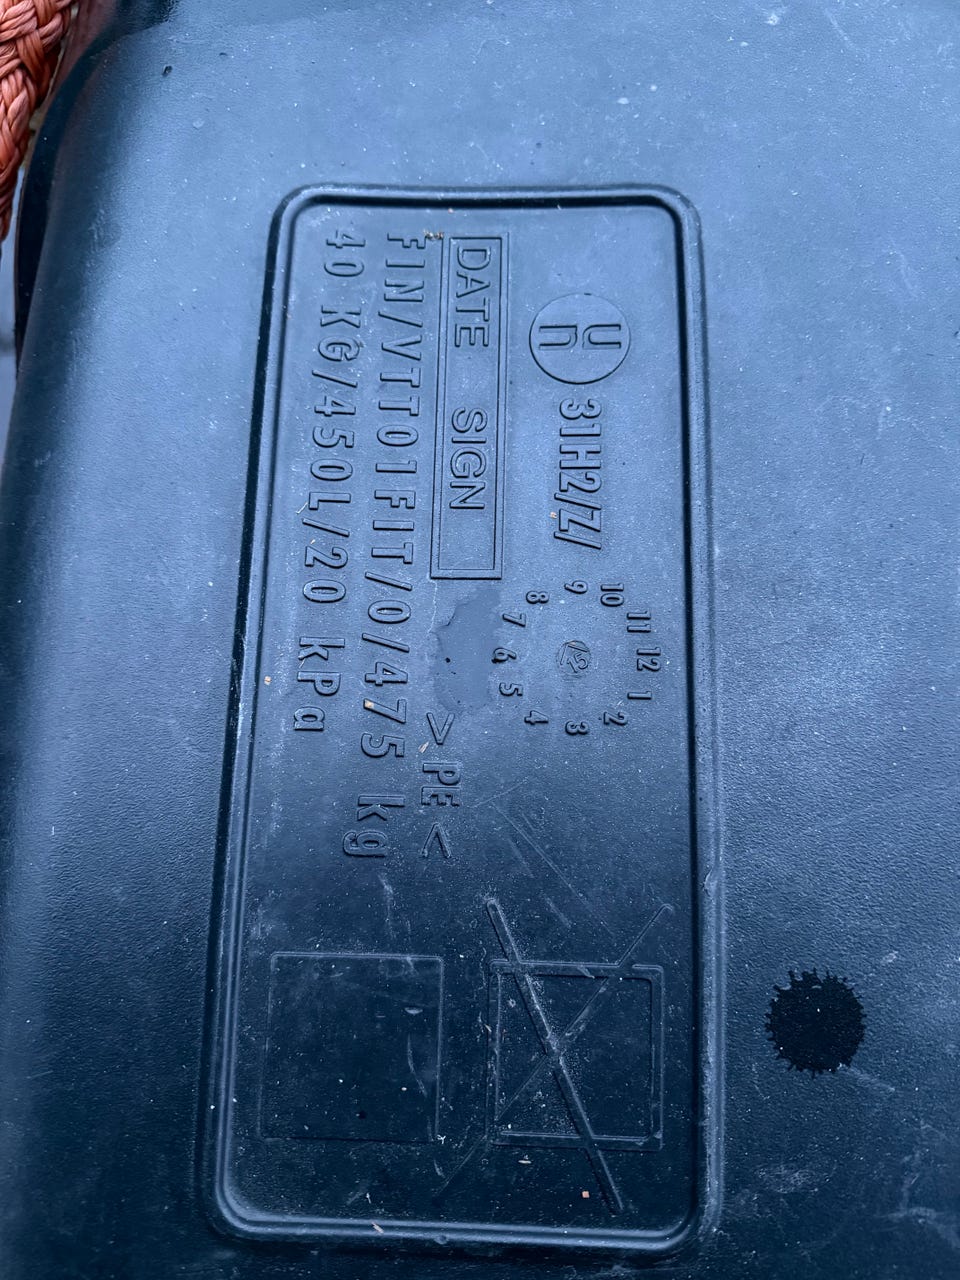 un 31H2/Z/
10 11 12 1 2 3 4 5 6 7 8 9
15
DATE SIGN
> PE <
FIN/VTT01FIT/0/475 kg
40 KG/450L/20 kPa